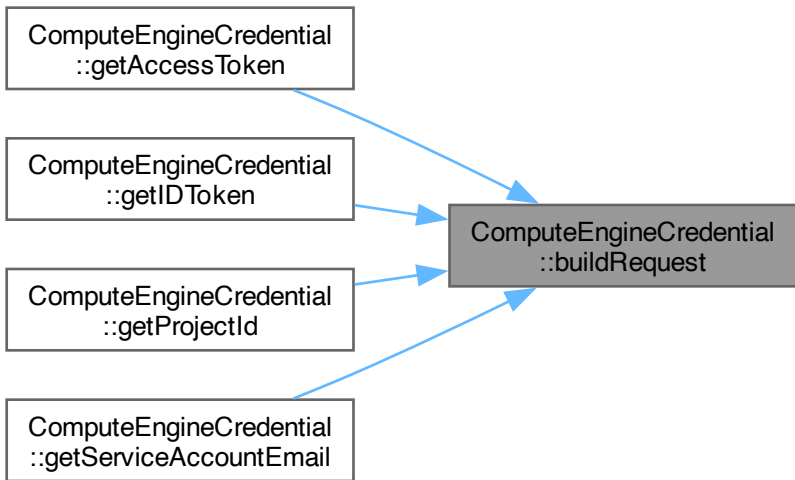 ComputeEngineCredential
::getAccessToken
ComputeEngineCredential
::getIDToken
ComputeEngineCredential
::buildRequest
ComputeEngineCredential
::getProjectId
ComputeEngineCredential
::getServiceAccountEmail